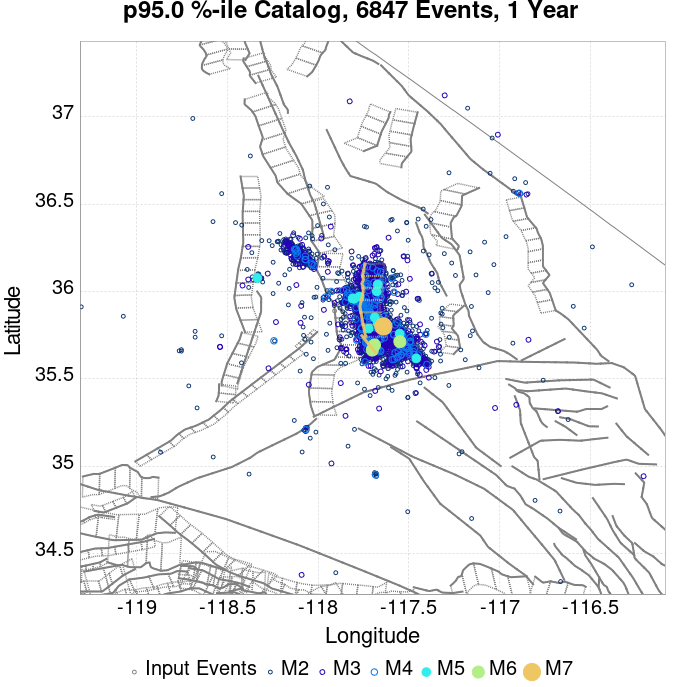 p95.0 %-ile Catalog, 6847 Events, 1 Year
37
36.5
36
35.5
35
34.5
Latitude
-119 -118.5 -118 -117.5 -117 -116.5
Longitude
Input Events M2 M3 M4 M5 M6 M7